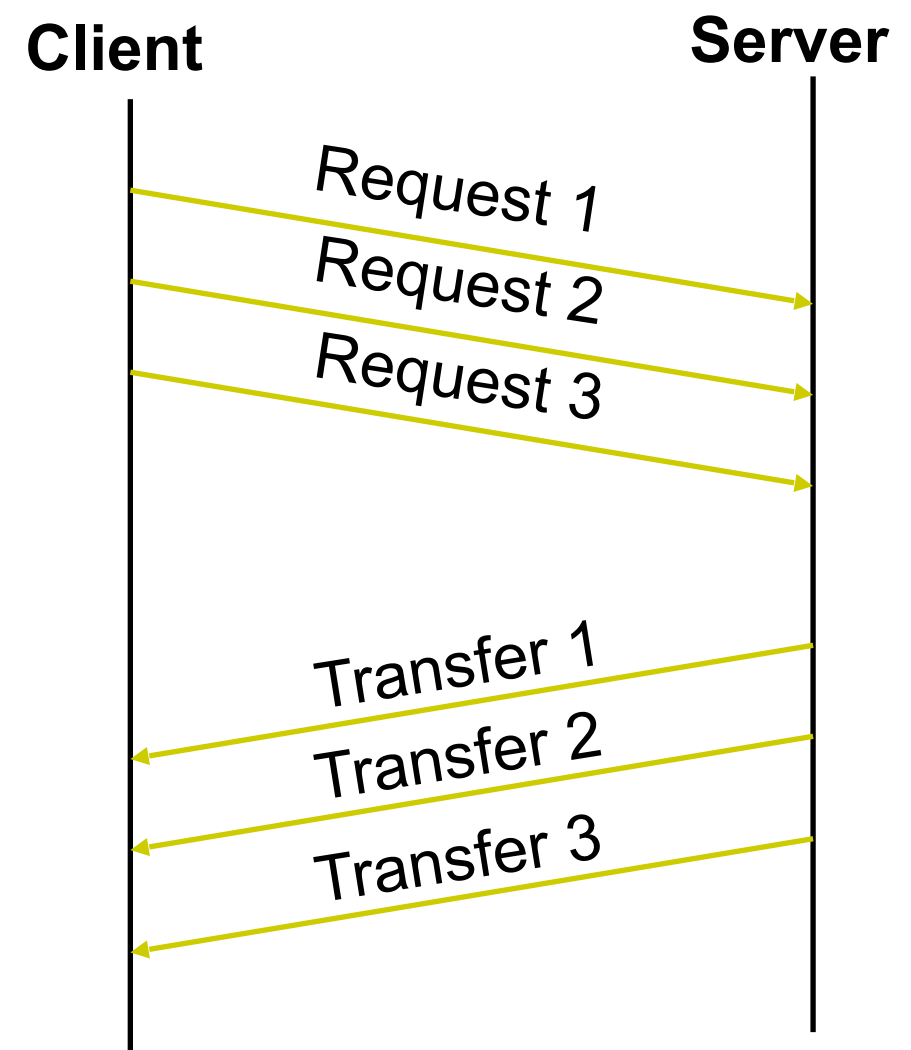 Client
Server
Request 1
Request 2
Request 3
Transfer 1
Transfer 2
Transfer 3